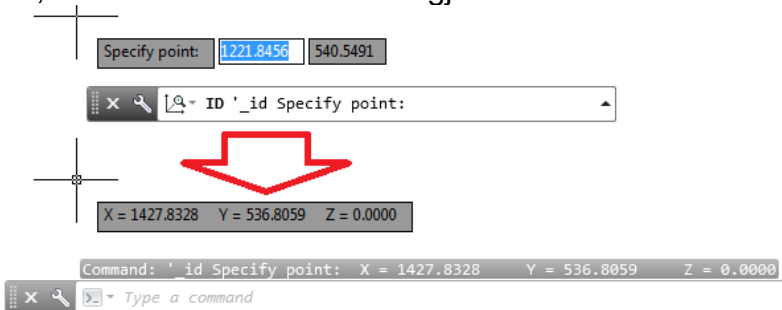 Specify point: 1221.8456 540.5491
ID '_id Specify point:
X = 1427.8328 Y = 536.8059 Z = 0.0000
Command: '_id Specify point: X = 1427.8328 Y = 536.8059 Z = 0.0000
Type a command